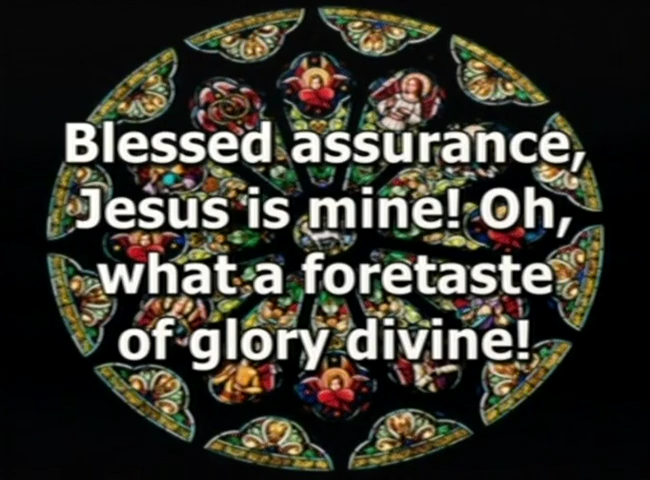 Blessed assurance,
Jesus is mine! Oh,
what a foretaste
of glory divine!